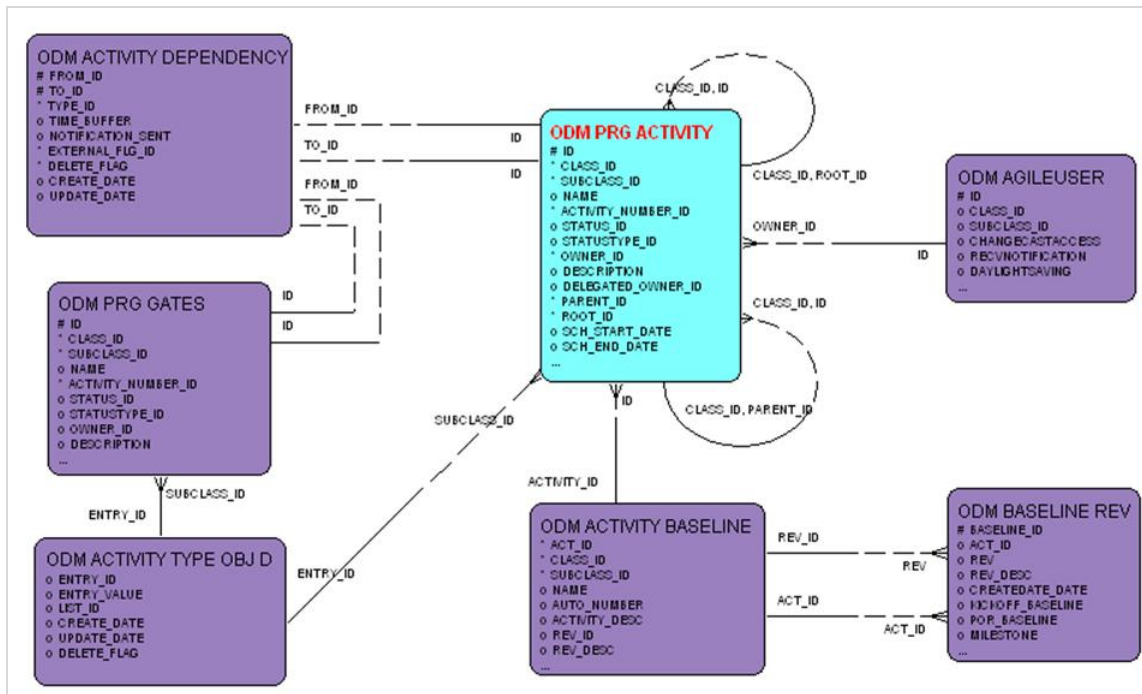 ODM ACTIVITY DEPENDENCY
# FROM_ID
# TO_ID
* TYPE_ID
o TIME_BUFFER
o NOTIFICATION_SENT
* EXTERNAL_FLG_ID
* DELETE_FLAG
o CREATE_DATE
o UPDATE_DATE
FROM_ID
ID
TO_ID
ID
FROM_ID
TO_ID
ID
ID
ODM PRG GATES
# ID
* CLASS_ID
* SUBCLASS_ID
o NAME
* ACTIVITY_NUMBER_ID
o STATUS_ID
o STATUSTYPE_ID
o OWNER_ID
o DESCRIPTION
...
SUBCLASS_ID
ENTRY_ID
ODM ACTIVITY TYPE OBJ D
o ENTRY_ID
o ENTRY_VALUE
o LIST_ID
o CREATE_DATE
o UPDATE_DATE
o DELETE_FLAG
SUBCLASS_ID
ENTRY_ID
ODM PRG ACTIVITY
# ID
* CLASS_ID
* SUBCLASS_ID
o NAME
* ACTIVITY_NUMBER_ID
o STATUS_ID
o STATUSTYPE_ID
* OWNER_ID
o DESCRIPTION
o DELEGATED_OWNER_ID
* PARENT_ID
* ROOT_ID
o SCH_START_DATE
o SCH_END_DATE
...
CLASS_ID, ID
CLASS_ID, ROOT_ID
OWNER_ID
ID
CLASS_ID, ID
CLASS_ID, PARENT_ID
ID
ACTIVITY_ID
ODM AGILEUSER
# ID
o CLASS_ID
o SUBCLASS_ID
o CHANGECASTACCESS
o RECVNOTIFICATION
o DAYLIGHTSAVING
...
ODM ACTIVITY BASELINE
* ACT_ID
* CLASS_ID
* SUBCLASS_ID
o NAME
o AUTO_NUMBER
o ACTIVITY_DESC
o REV_ID
o REV_DESC
...
REV_ID
REV
ACT_ID
ACT_ID
ODM BASELINE REV
# BASELINE_ID
o ACT_ID
o REV
o REV_DESC
o CREATEDATE_DATE
o KICKOFF_BASELINE
o POR_BASELINE
o MILESTONE
...